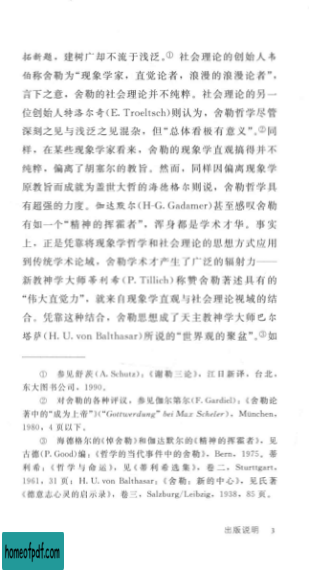 拓新题，建树广却不流于浅泛。① 社会理论的创始人韦
伯称舍勒为“现象学家，直觉论者，浪漫的浪漫论者”，
言下之意，舍勒的社会理论并不纯粹。社会理论的另一
位创始人特洛尔奇(E. Troeltsch)则认为，舍勒哲学尽管
深刻之见与浅泛之见混杂，但“总体看极有意义”。②同
样，在某些现象学家看来，舍勒的现象学直观搞得并不
纯粹，偏离了胡塞尔的教旨。然而，同样因偏离现象学
原教旨而成就为盖世大哲的海德格尔则说，舍勒哲学具
有超强的力度。伽达默尔(H-G. Gadamer)甚至感叹舍勒
有如一个“精神的挥霍者”，浑身都是学术才华。事实
上，正是凭靠将现象学哲学和社会理论的思想方式应用
到传统学术论域，舍勒学术才产生了广泛的辐射力——
新教神学大师蒂利希(P. Tillich)称赞舍勒著述具有的
“伟大直觉力”，就来自现象学直观与社会理论视域的结
合。凭靠这种结合，舍勒思想成了天主教神学大师巴尔
塔萨(H. U. von Balthasar)所说的“世界观的聚盆”。③如
① 参见舒茨(A. Schutz)：《谢勒三论》，江日新译，台北，
东大图书公司，1990。
② 对舍勒的各种评议，参见伽尔第尔(F. Gardiel)：《舍勒论
著中的“成为上帝”》(“Gottwerdung” bei Max Scheler)，München，
1980，4 页以下。
③ 海德格尔的《悼舍勒》和伽达默尔的《精神的挥霍者》，见
古德(P. Good)编：《哲学的当代事件中的舍勒》，Bern，1975。蒂
利希：《哲学与命运》，见《蒂利希选集》，卷二，Sturttgart，
1961，31 页；H. U. von Balthasar：《舍勒：新的中心》，见氏著
《德意志心灵的启示录》，卷三，Salzburg/Leibzig，1938，85 页。
出版说明 3
homeofpdf.com